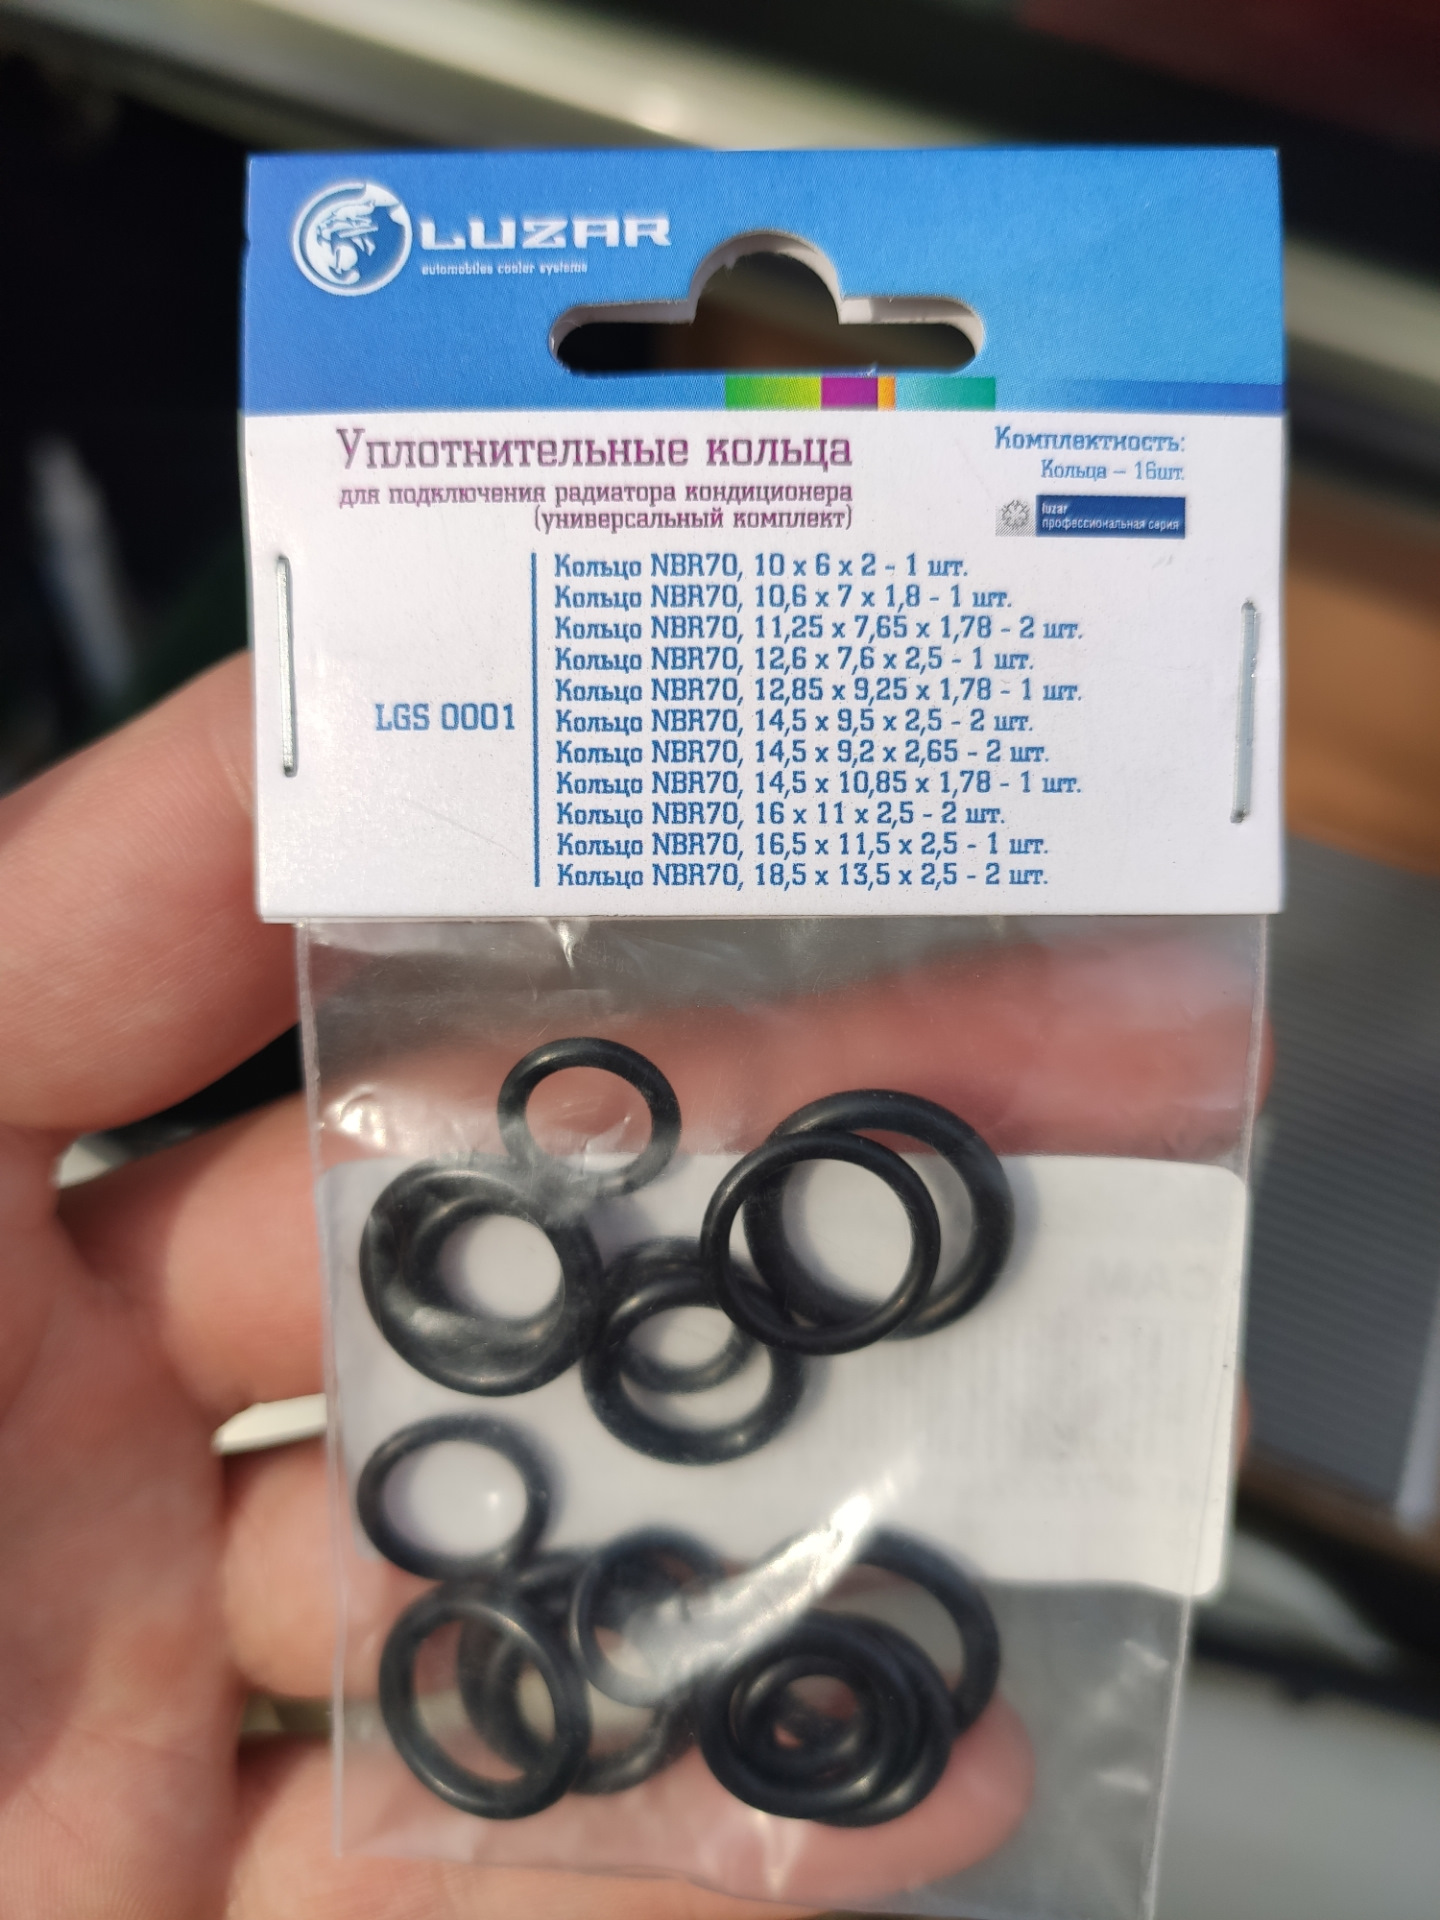 LUZAR
automobiles cooler systems
Уплотнительные кольца
для подключения радиатора кондиционера
(универсальный комплект)
Комплектность:
Кольца – 16шт.
luzar
профессиональная серия
LGS 0001
Кольцо NBR70, 10 x 6 x 2 - 1 шт.
Кольцо NBR70, 10,6 x 7 x 1,8 - 1 шт.
Кольцо NBR70, 11,25 x 7,65 x 1,78 - 2 шт.
Кольцо NBR70, 12,6 x 7,6 x 2,5 - 1 шт.
Кольцо NBR70, 12,85 x 9,25 x 1,78 - 1 шт.
Кольцо NBR70, 14,5 x 9,5 x 2,5 - 2 шт.
Кольцо NBR70, 14,5 x 9,2 x 2,65 - 2 шт.
Кольцо NBR70, 14,5 x 10,85 x 1,78 - 1 шт.
Кольцо NBR70, 16 x 11 x 2,5 - 2 шт.
Кольцо NBR70, 16,5 x 11,5 x 2,5 - 1 шт.
Кольцо NBR70, 18,5 x 13,5 x 2,5 - 2 шт.